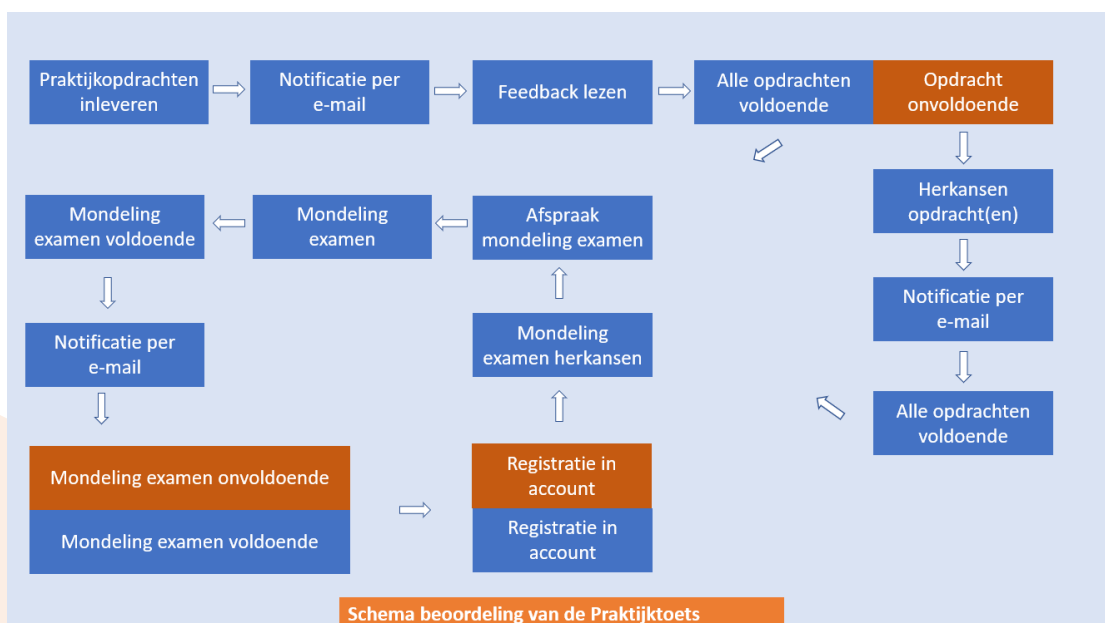 Praktijkopdrachten
inleveren
Notificatie per
e-mail
Feedback lezen
Alle opdrachten
voldoende
Opdracht
onvoldoende
Herkansen
opdracht(en)
Notificatie per
e-mail
Alle opdrachten
voldoende
Afspraak
mondeling examen
Mondeling
examen
Mondeling
examen voldoende
Notificatie per
e-mail
Mondeling examen onvoldoende
Mondeling examen voldoende
Registratie in
account
Registratie in
account
Mondeling
examen herkansen
Schema beoordeling van de Praktijktoets